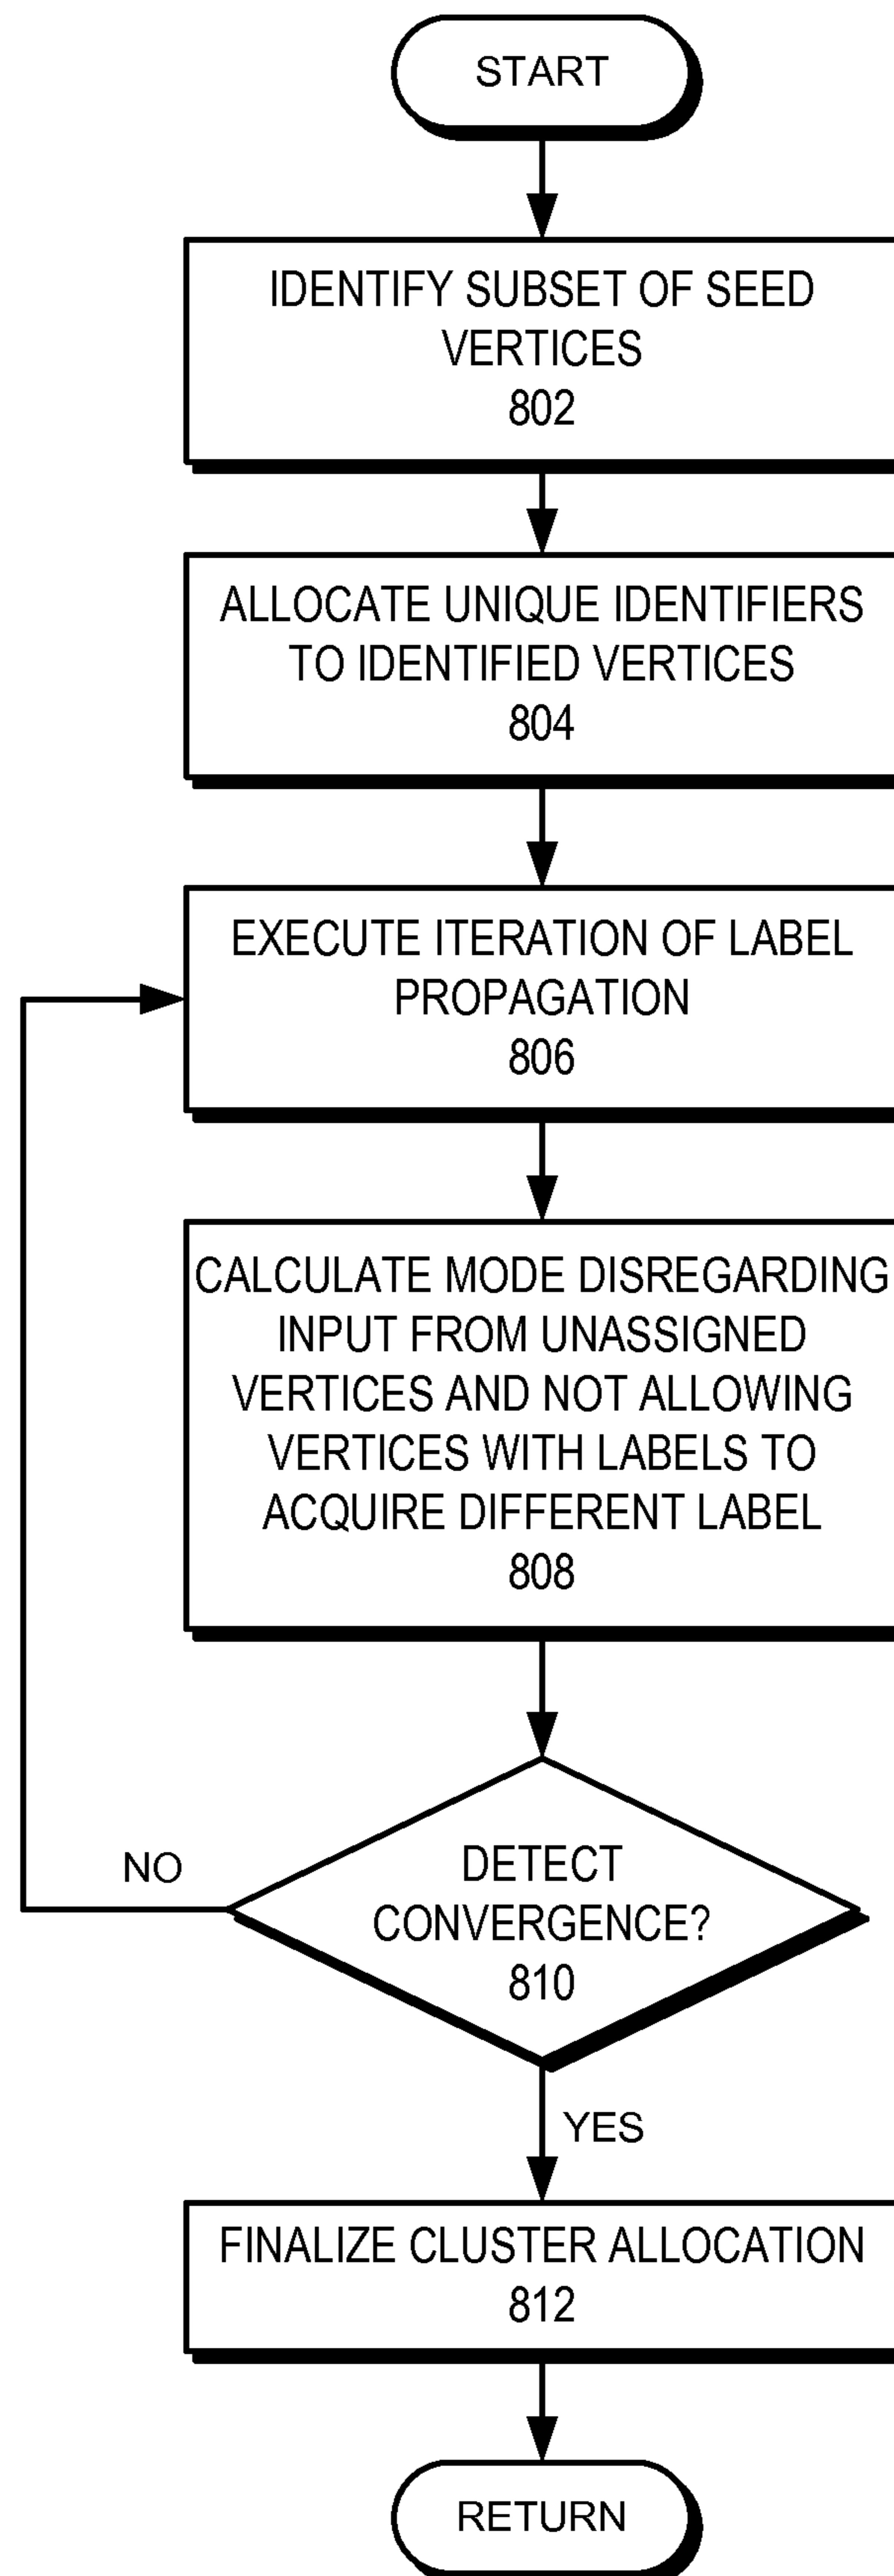 START
IDENTIFY SUBSET OF SEED
VERTICES
802
ALLOCATE UNIQUE IDENTIFIERS
TO IDENTIFIED VERTICES
804
EXECUTE ITERATION OF LABEL
PROPAGATION
806
CALCULATE MODE DISREGARDING
INPUT FROM UNASSIGNED
VERTICES AND NOT ALLOWING
VERTICES WITH LABELS TO
ACQUIRE DIFFERENT LABEL
808
NO
DETECT
CONVERGENCE?
810
YES
FINALIZE CLUSTER ALLOCATION
812
RETURN